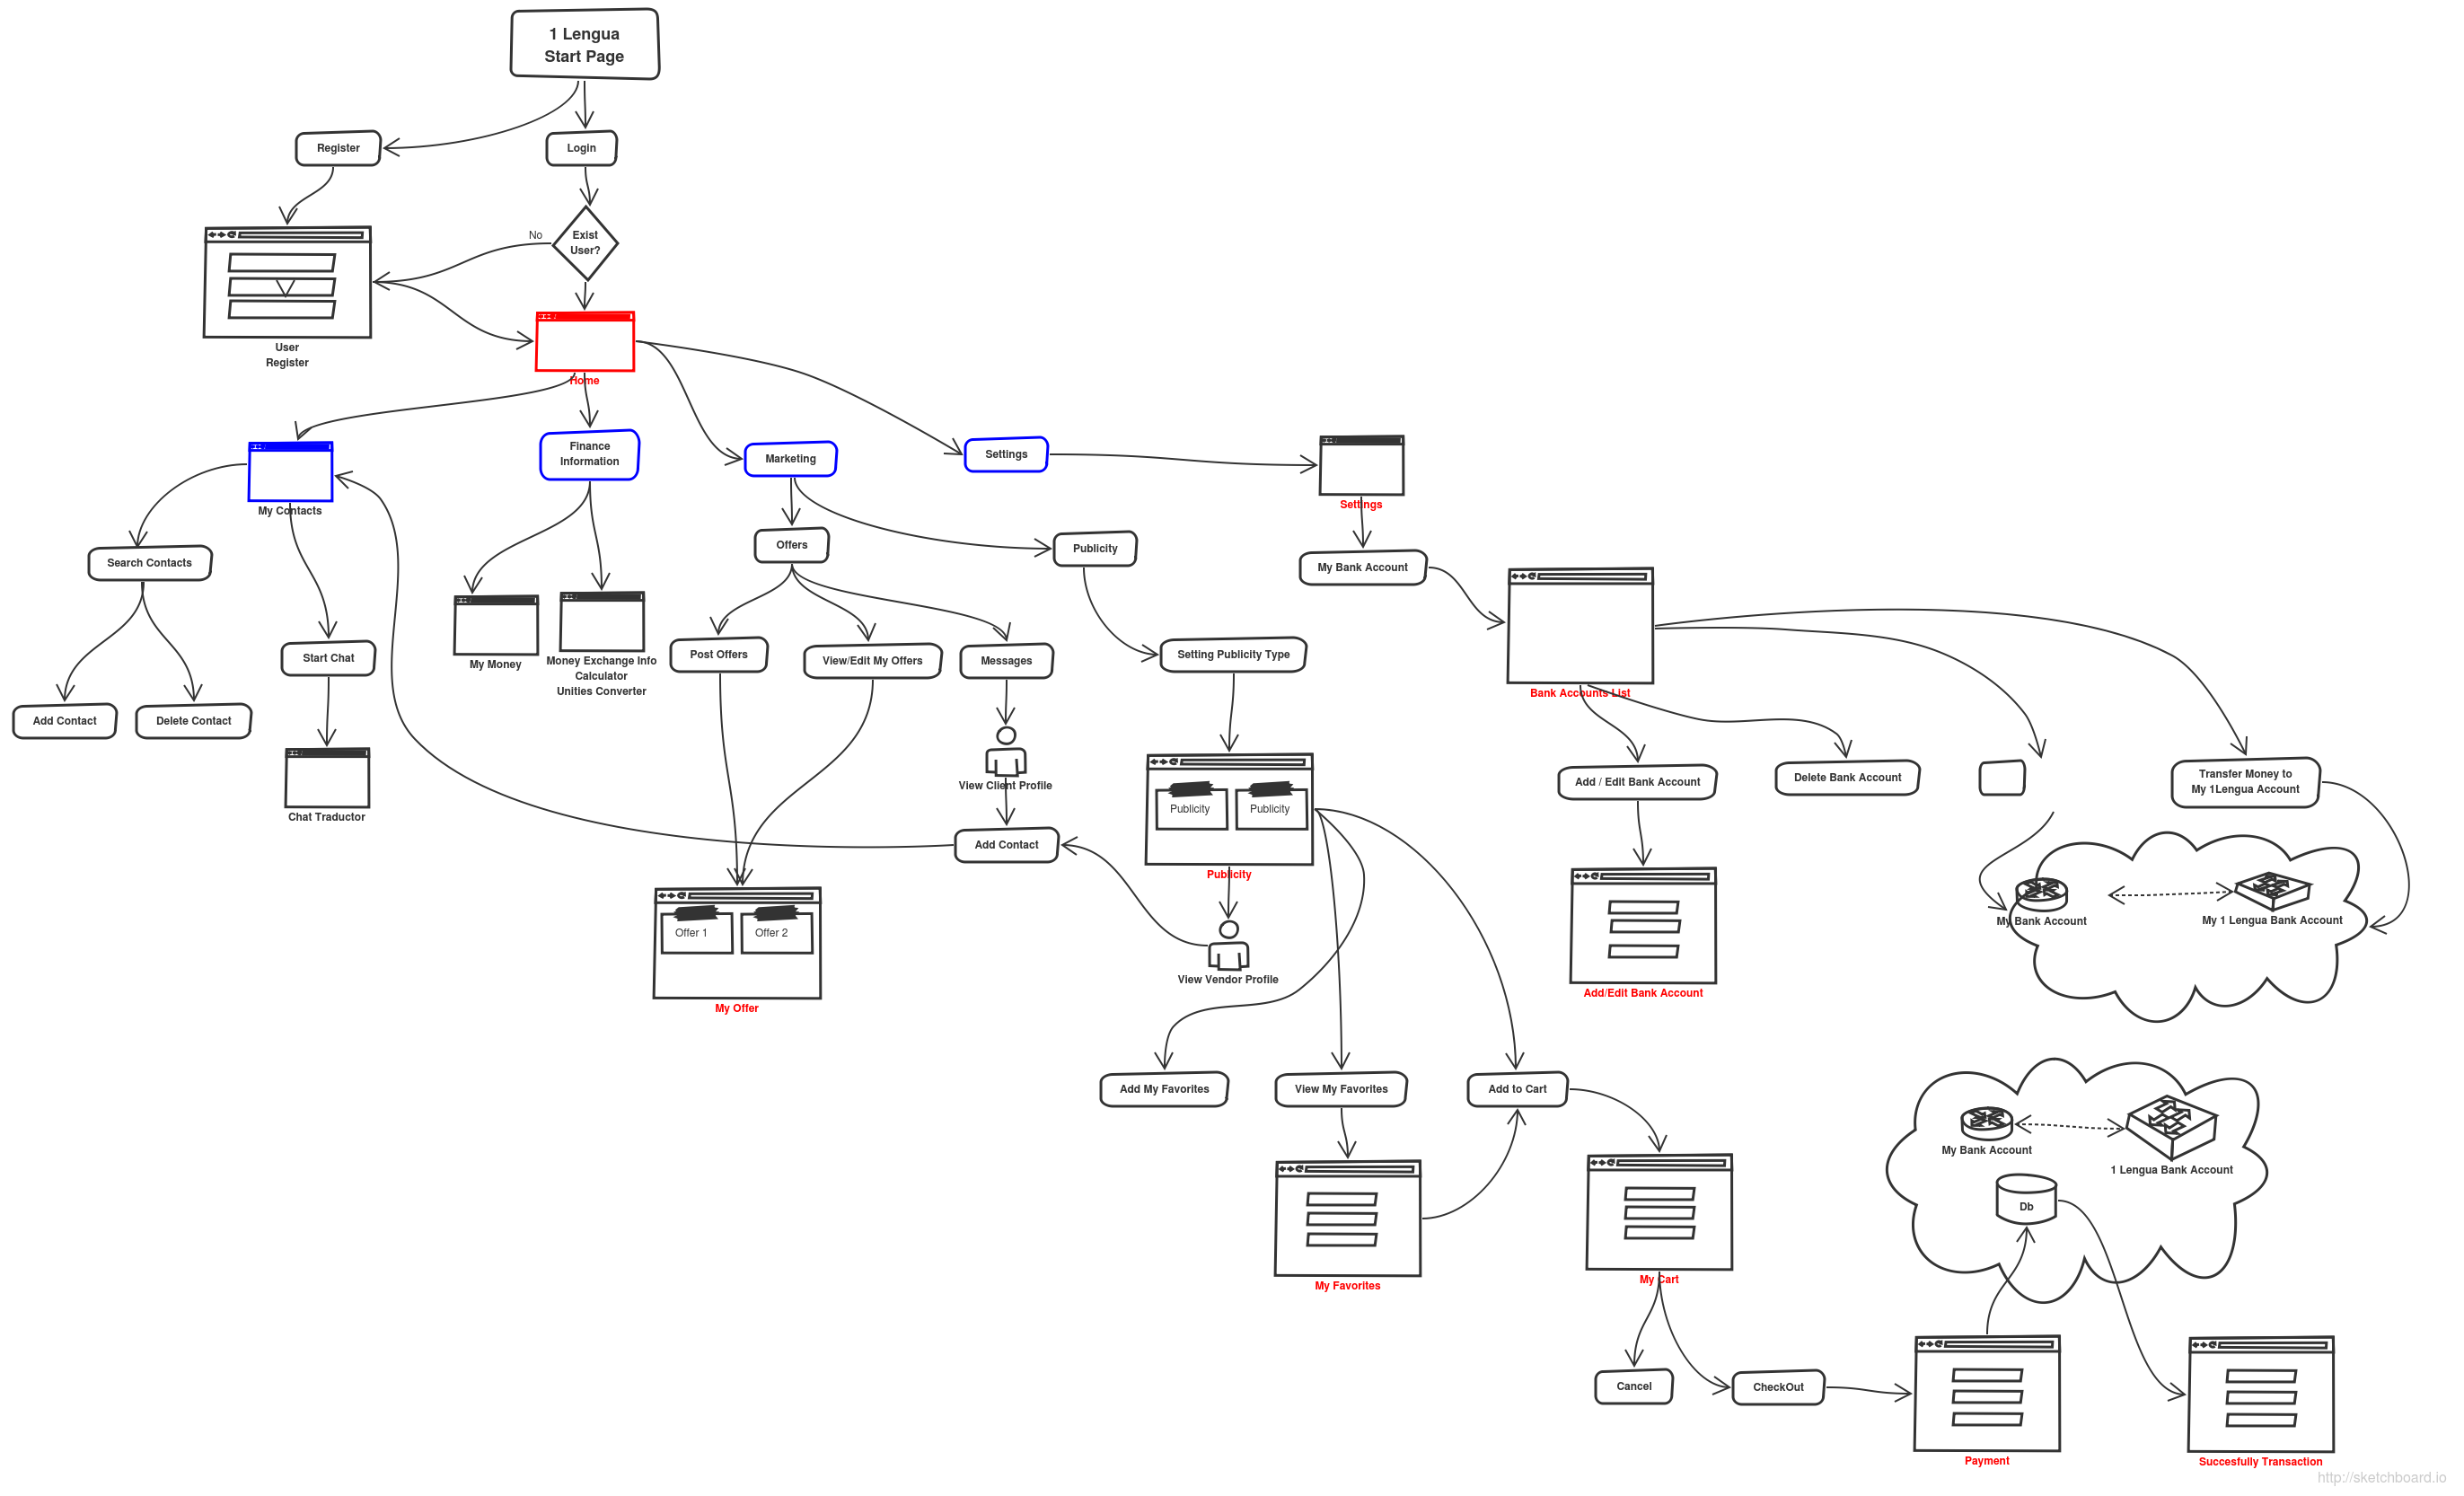 1 Lengua
Start Page
Register
Login
No
Exist
User?
User
Register
Home
My Contacts
Finance
Information
Marketing
Settings
Settings
Search Contacts
Offers
Publicity
My Bank Account
Start Chat
My Money
Money Exchange Info
Calculator
Unities Converter
Post Offers
View/Edit My Offers
Messages
Setting Publicity Type
Bank Accounts List
Add Contact
Delete Contact
Chat Traductor
View Client Profile
Publicity
Publicity
Publicity
Add / Edit Bank Account
Delete Bank Account
Transfer Money to
My 1Lengua Account
Add Contact
My Bank Account
My 1 Lengua Bank Account
Offer 1
Offer 2
My Offer
View Vendor Profile
Add/Edit Bank Account
Add My Favorites
View My Favorites
Add to Cart
My Bank Account
1 Lengua Bank Account
Db
My Favorites
My Cart
Cancel
CheckOut
Payment
Succesfully Transaction
http://sketchboard.io